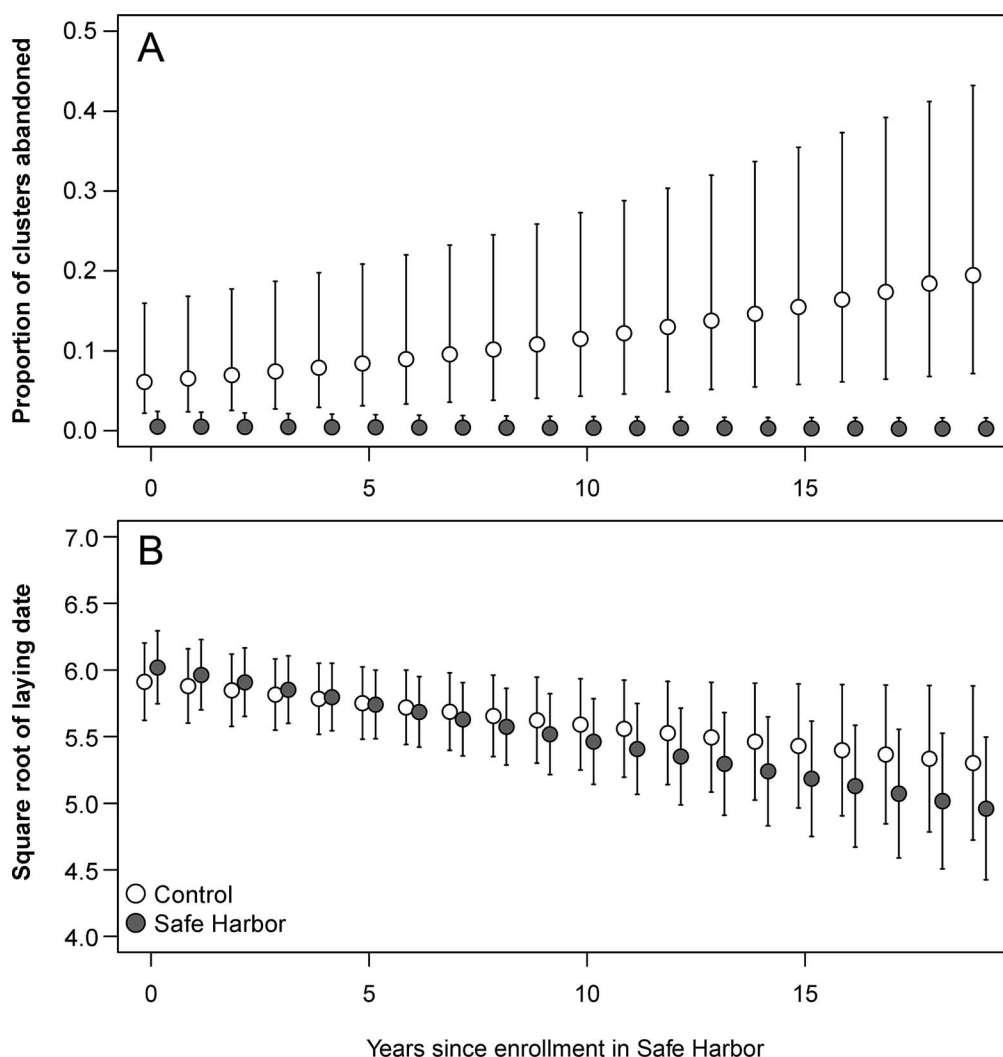 A
Proportion of clusters abandoned
0.5
0.4
0.3
0.2
0.1
0.0
0 5 10 15
B
Square root of laying date
7.0
6.5
6.0
5.5
5.0
4.5
4.0
Control
Safe Harbor
0 5 10 15
Years since enrollment in Safe Harbor